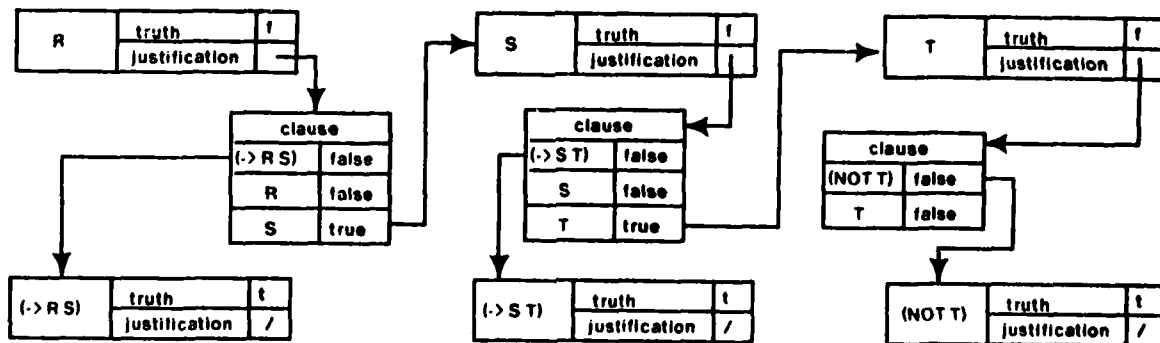 R truth f
justification
S truth f
justification
T truth f
justification
clause
(-> R S) false
R false
S true
clause
(-> S T) false
S false
T true
clause
(NOT T) false
T false
(-> R S) truth t
justification /
(-> S T) truth t
justification /
(NOT T) truth t
justification /